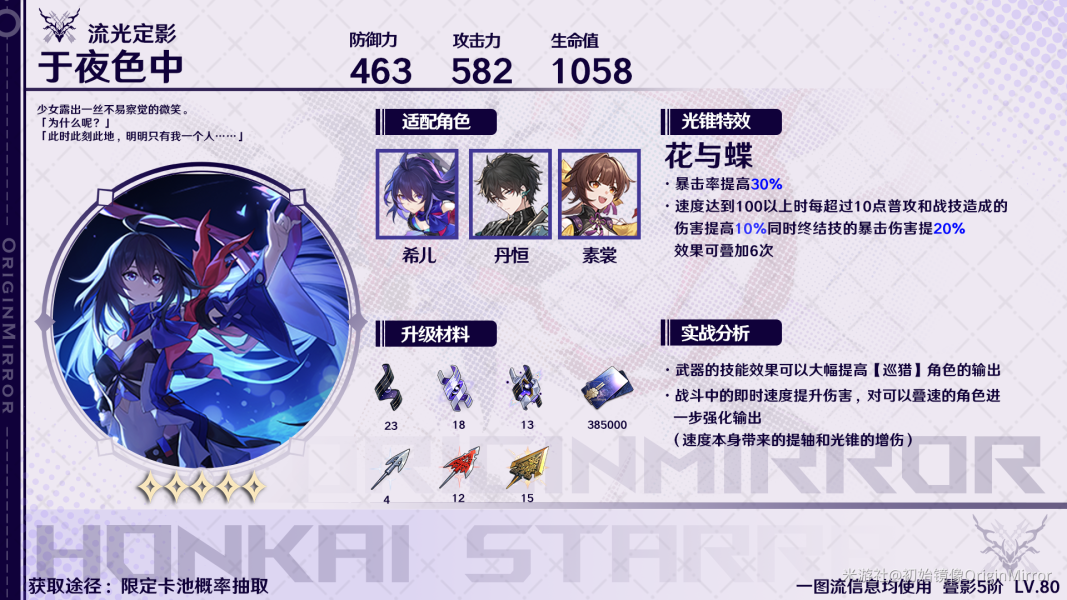 流光定影
于夜色中
防御力 攻击力 生命值
463 582 1058
少女露出一丝不易察觉的微笑。
「为什么呢？」
「此时此刻此地，明明只有我一个人……」
适配角色
希儿 丹恒 素裳
光锥特效
花与蝶
·暴击率提高30%
·速度达到100以上时每超过10点普攻和战技造成的
伤害提高10%同时终结技的暴击伤害提20%
效果可叠加6次
升级材料
23 18 13 385000
4 12 15
实战分析
·武器的技能效果可以大幅提高【巡猎】角色的输出
·战斗中的即时速度提升伤害，对可以叠速的角色进
一步强化输出
（速度本身带来的提轴和光锥的增伤）
ORIGINMIRROR
ORIGINMIRROR
HONKAI STARR
获取途径：限定卡池概率抽取
米游社@初始镜像OriginMirror
一图流信息均使用 叠影5阶 LV.80